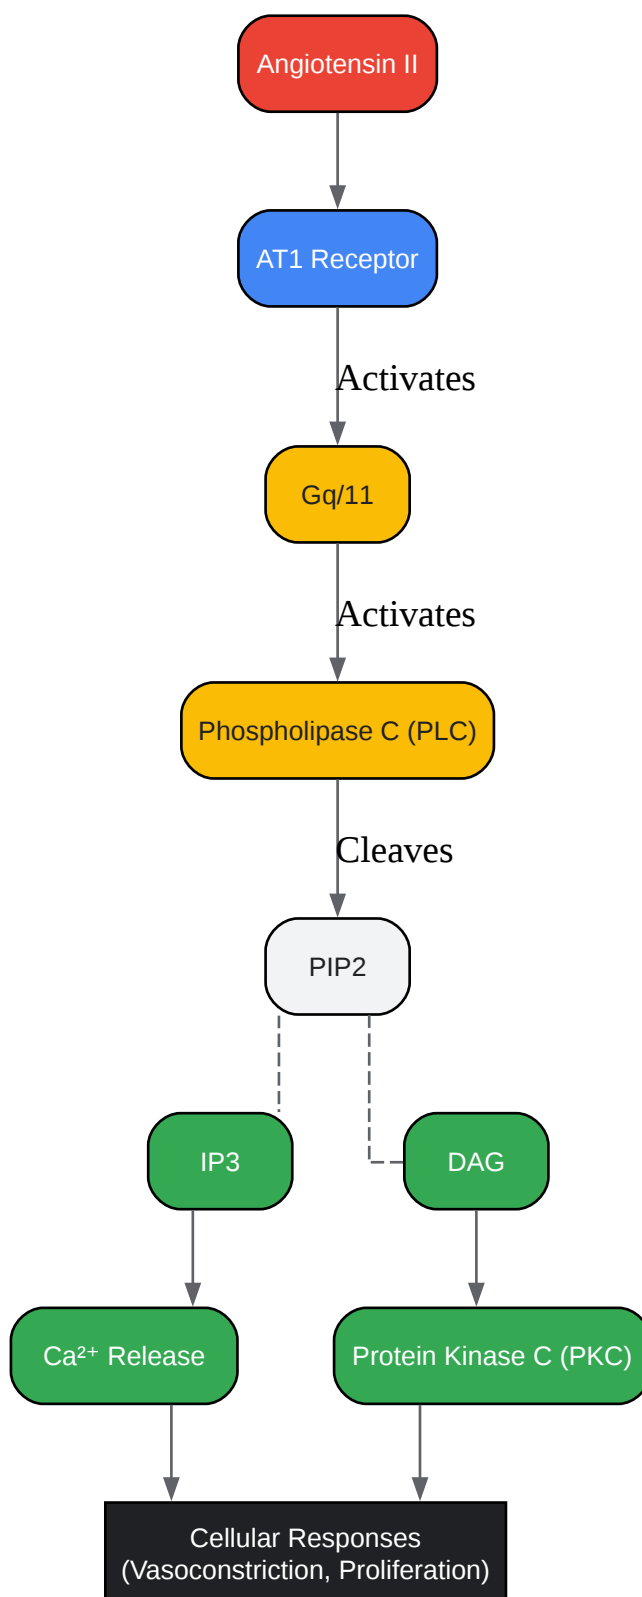 Angiotensin II
AT1 Receptor
Activates
Gq/11
Activates
Phospholipase C (PLC)
Cleaves
PIP2
IP3
DAG
Ca²⁺ Release
Protein Kinase C (PKC)
Cellular Responses
(Vasoconstriction, Proliferation)